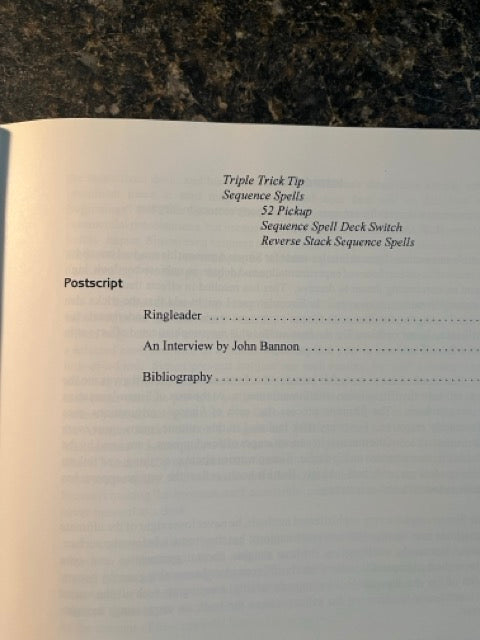 Triple Trick Tip
Sequence Spells
52 Pickup
Sequence Spell Deck Switch
Reverse Stack Sequence Spells
Postscript
Ringleader ........................................
An Interview by John Bannon ..........................
Bibliography ........................................